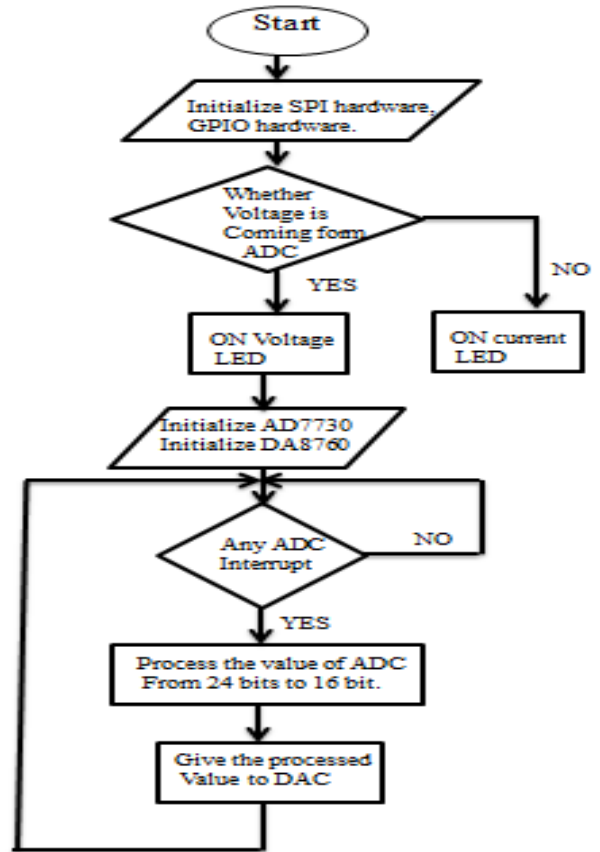 Start
Initialize SPI hardware,
GPIO hardware.
Whether
Voltage is
Coming form
ADC
YES
NO
ON Voltage
LED
ON current
LED
Initialize AD7730
Initialize DA8760
Any ADC
Interrupt
NO
YES
Process the value of ADC
From 24 bits to 16 bit.
Give the processed
Value to DAC